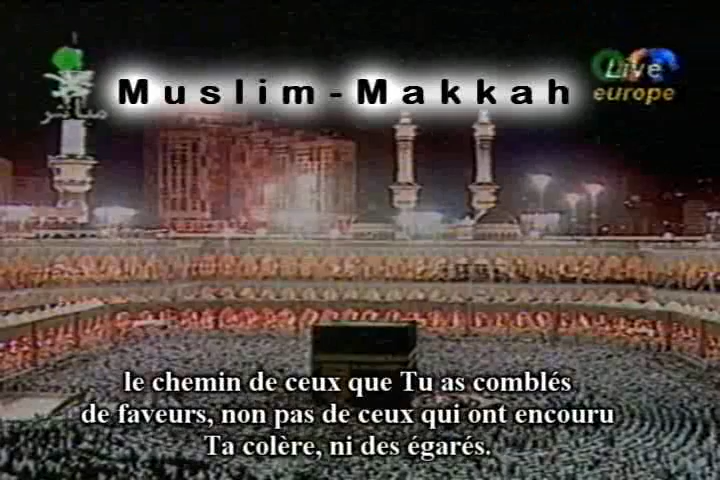 Muslim-Makkah
Live
europe
مباشر
le chemin de ceux que Tu as comblés
de faveurs, non pas de ceux qui ont encouru
Ta colère, ni des égarés.